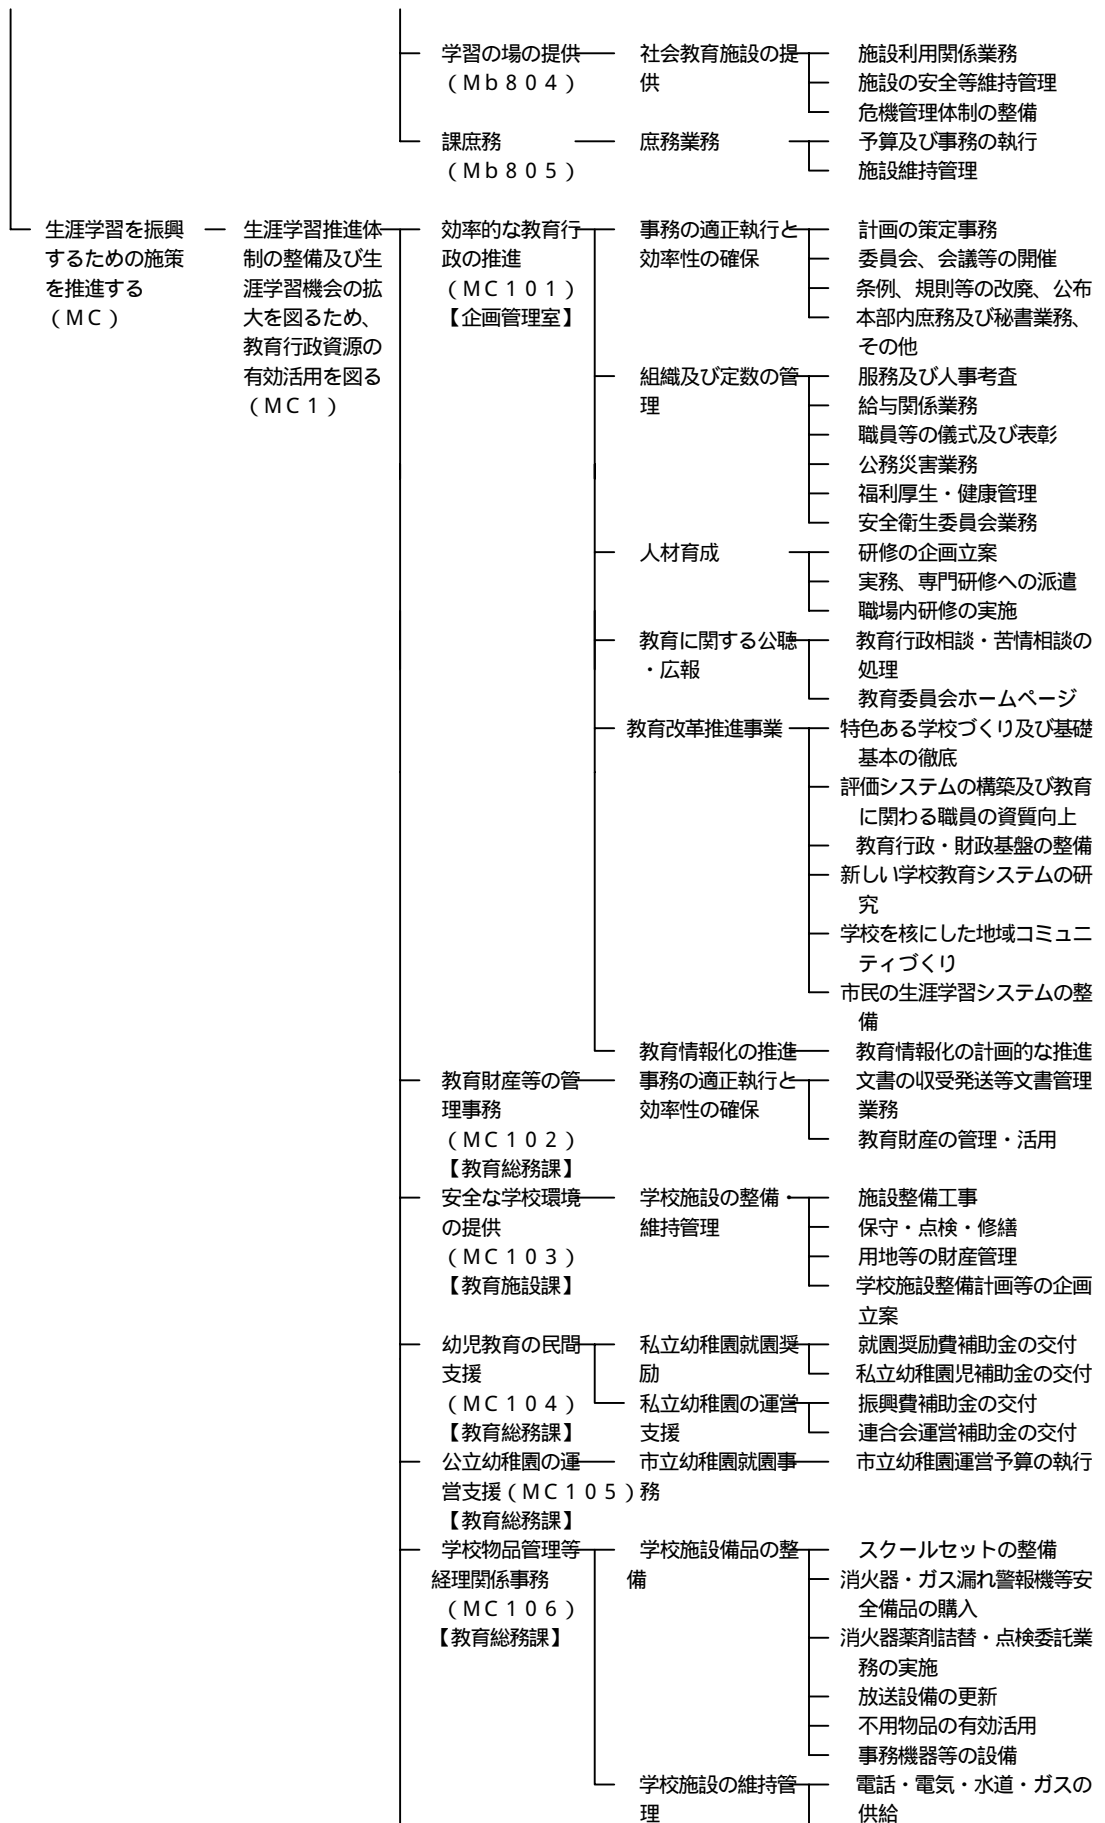 学習の場の提供 社会教育施設の提 施設利用関係業務
(Mb804) 供 施設の安全等維持管理
危機管理体制の整備
課庶務 庶務業務 予算及び事務の執行
(Mb805) 施設維持管理
生涯学習を振興 生涯学習推進体 効率的な教育行 事務の適正執行と 計画の策定事務
するための施策 制の整備及び生 政の推進 効率性の確保 委員会、会議等の開催
を推進する 涯学習機会の拡 (MC101) 条例、規則等の改廃、公布
(MC) 大を図るため、 【企画管理室】 本部内庶務及び秘書業務、
教育行政資源の その他
有効活用を図る 組織及び定数の管 服務及び人事考査
(MC1) 理 給与関係業務
職員等の儀式及び表彰
公務災害業務
福利厚生・健康管理
安全衛生委員会業務
人材育成 研修の企画立案
実務、専門研修への派遣
職場内研修の実施
教育に関する公聴 教育行政相談・苦情相談の
・広報 処理
教育委員会ホームページ
教育改革推進事業 特色ある学校づくり及び基礎
基本の徹底
評価システムの構築及び教育
に関わる職員の資質向上
教育行政・財政基盤の整備
新しい学校教育システムの研
究
学校を核にした地域コミュニ
ティづくり
市民の生涯学習システムの整
備
教育情報化の推進 教育情報化の計画的な推進
教育財産等の管 事務の適正執行と 文書の収受発送等文書管理
理事務 効率性の確保 業務
(MC102) 教育財産の管理・活用
【教育総務課】
安全な学校環境 学校施設の整備・ 施設整備工事
の提供 維持管理 保守・点検・修繕
(MC103) 用地等の財産管理
【教育施設課】 学校施設整備計画等の企画
立案
幼児教育の民間 私立幼稚園就園奨 就園奨励費補助金の交付
支援 励 私立幼稚園児補助金の交付
(MC104) 私立幼稚園の運営 振興費補助金の交付
【教育総務課】 支援 連合会運営補助金の交付
公立幼稚園の運 市立幼稚園就園事 市立幼稚園運営予算の執行
営支援(MC105)務
【教育総務課】
学校物品管理等 学校施設備品の整 スクールセットの整備
経理関係事務 備 消火器・ガス漏れ警報機等安
(MC106) 全備品の購入
【教育総務課】 消火器薬剤詰替・点検委託業
務の実施
放送設備の更新
不用物品の有効活用
事務機器等の設備
学校施設の維持管 電話・電気・水道・ガスの
理 供給